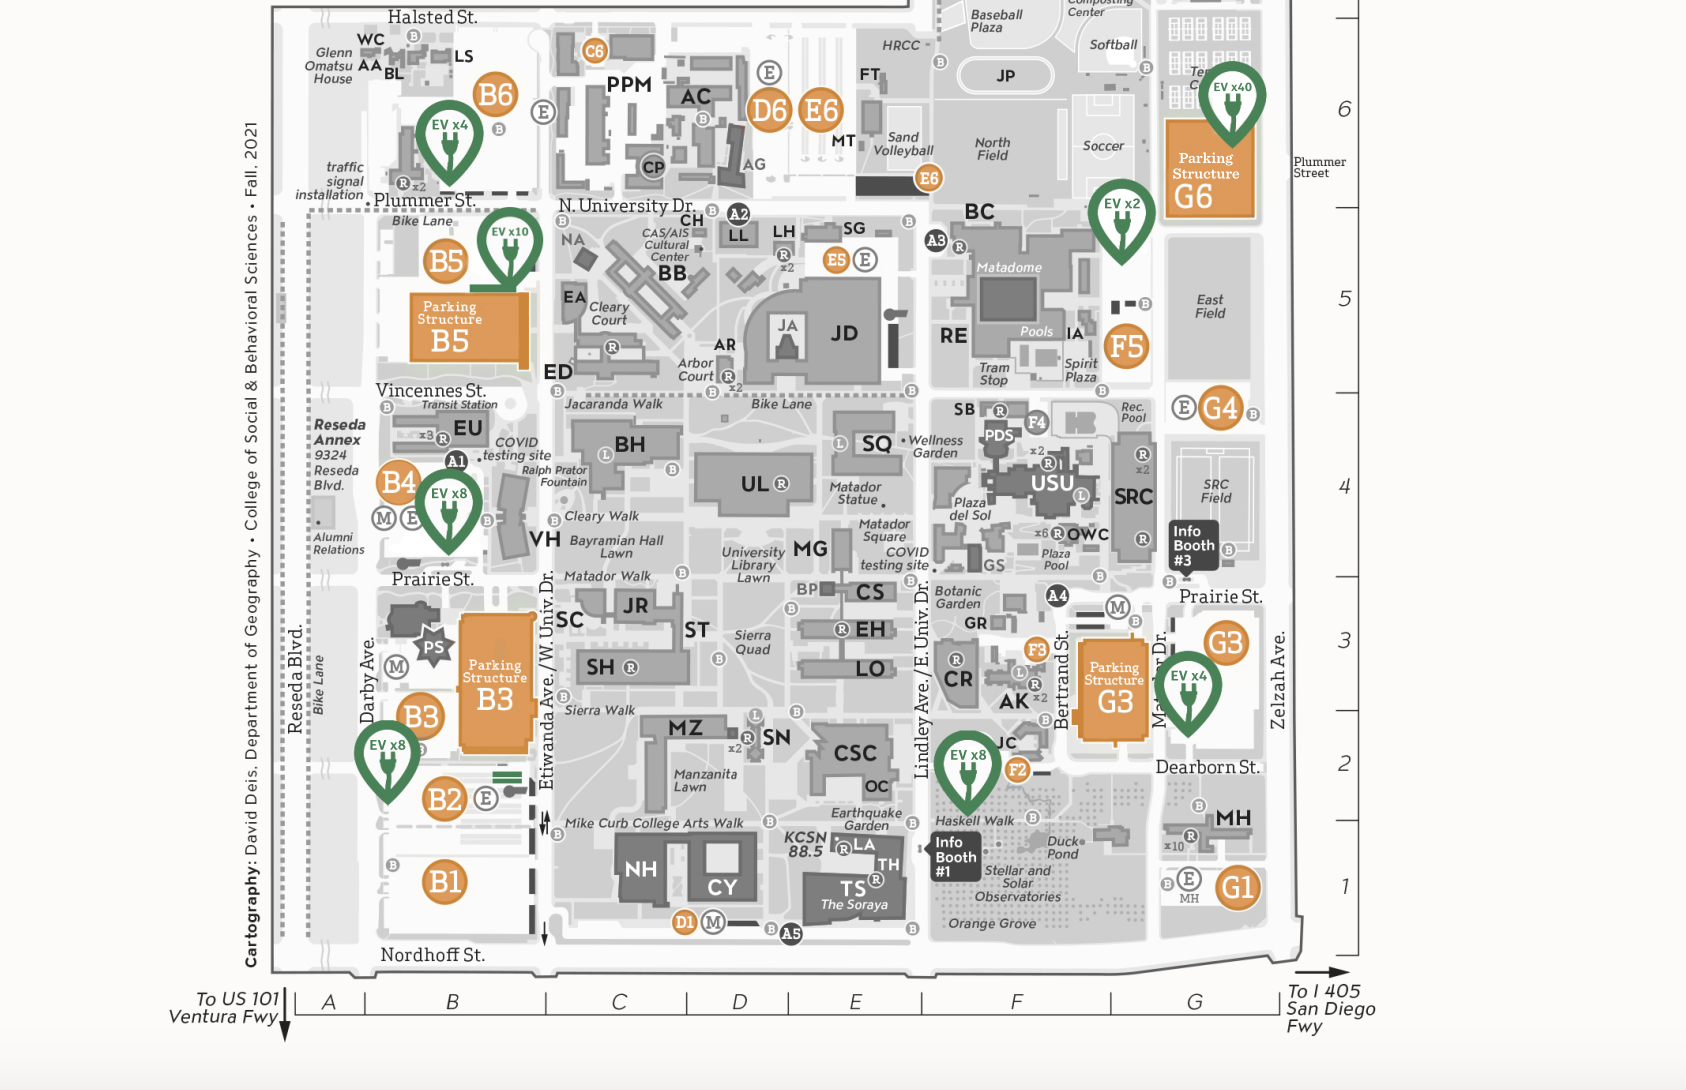 Halsted St.
WC
B
Glenn
Omatsu
House
AA
BL
LS
B6
EV x4
B
E
traffic
signal
installation
R x2
Plummer St.
C6
PPM
AC
B
CP
AG
E
D6
E6
FT
MT
HRCC
Baseball
Plaza
Center
Softball
B
B
JP
Sand
Volleyball
E6
North
Field
Soccer
EV x40
Parking
Structure
G6
Plummer
Street
6
Bike Lane
B5
EV x10
Parking
Structure
B5
N. University Dr.
B
NA
CH
CAS/AIS
Cultural
Center
B
A2
LL
LH
R
x2
SG
B
E5
E
BB
EA
Cleary
Court
R
ED
B
AR
Arbor
Court
R
x2
B
JA
JD
B
A3
R
BC
EV x2
Matadome
RE
Pools
IA
Tram
Stop
Spirit
Plaza
B
F5
B
East
Field
5
Vincennes St.
B
Transit Station
x3
R
EU
COVID
testing site
A1
Reseda
Annex
9324
Reseda
Blvd.
B4
EV x8
M
E
B
Alumni
Relations
Jacaranda Walk
Bike Lane
BH
L
B
Ralph Prator
Fountain
Cleary Walk
B
VH
Bayramian Hall
Lawn
UL
R
L
SQ
Wellness
Garden
Matador
Statue
Matador
Square
COVID
testing site
MG
University
Library
Lawn
SB
R
F4
PDS
x2
R
USU
L
Plaza
del Sol
x6
R
OWC
Plaza
Pool
GS
Rec.
Pool
R
x2
SRC
R
E
G4
B
SRC
Field
Info
Booth
#3
B
4
Prairie St.
Matador Walk
B
SC
JR
ST
BP
CS
B
B
R
EH
LO
SH
R
Sierra
Quad
B
B
Sierra Walk
Botanic
Garden
GR
A4
B
M
B
B
Prairie St.
F3
R
CR
L
R
x2
AK
B
Parking
Structure
G3
G3
EV x4
3
PS
M
Parking
Structure
B3
B3
B
EV x8
B2
E
B
B1
MZ
L
R
x2
SN
B
CSC
OC
Manzanita
Lawn
Earthquake
Garden
EV x8
JC
F2
Dearborn St.
2
Mike Curb College Arts Walk
B
B
B
KCSN
88.5
R
LA
TH
R
TS
The Soraya
NH
CY
D1
M
B
A5
B
Haskell Walk
B
Info
Booth
#1
Duck
Pond
Stellar and
Solar
Observatories
Orange Grove
B
MH
R
x10
B
E
MH
G1
1
Nordhoff St.
Reseda Blvd.
Bike Lane
Darby Ave.
Etiwanda Ave./W. Univ. Dr.
Lindley Ave./E. Univ. Dr.
Bertrand St.
Zelzah Ave.
Cartography: David Deis, Department of Geography • College of Social & Behavioral Sciences • Fall, 2021
To US 101
Ventura Fwy
A
B
C
D
E
F
G
To I 405
San Diego
Fwy